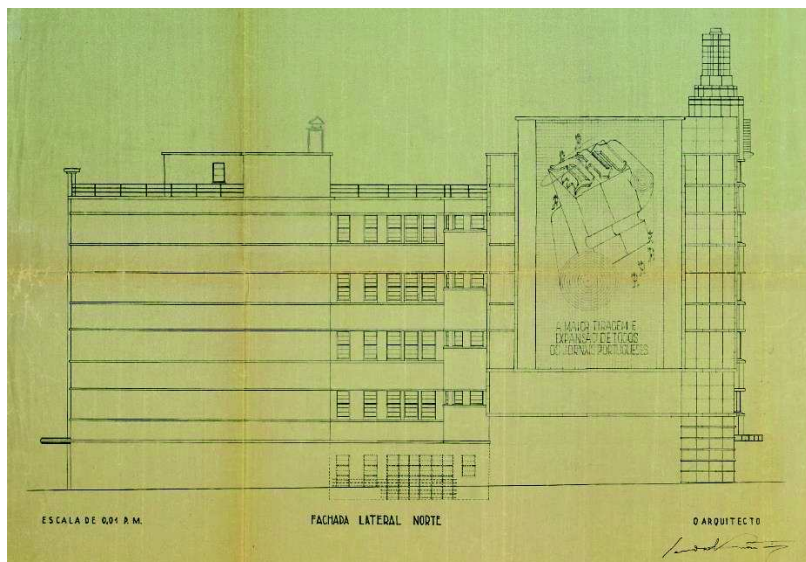 A MAIOR TIRAGEM E
EXPANSÃO DE TODOS
OS JORNAIS PORTUGUESES
ESCALA DE 0,01 P. M.
FACHADA LATERAL NORTE
O ARQUITECTO